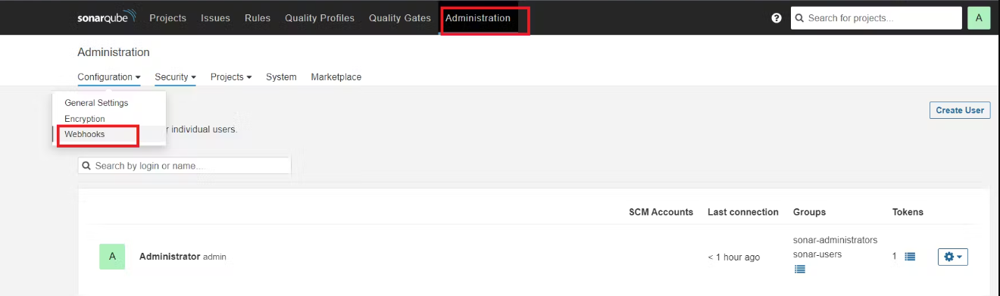 sonarqube Projects Issues Rules Quality Profiles Quality Gates Administration ? Search for projects... A
Administration
Configuration Security Projects System Marketplace
General Settings
Encryption
Webhooks
Create User
r individual users.
Search by login or name...
SCM Accounts Last connection Groups Tokens
A Administrator admin < 1 hour ago sonar-administrators 1
sonar-users